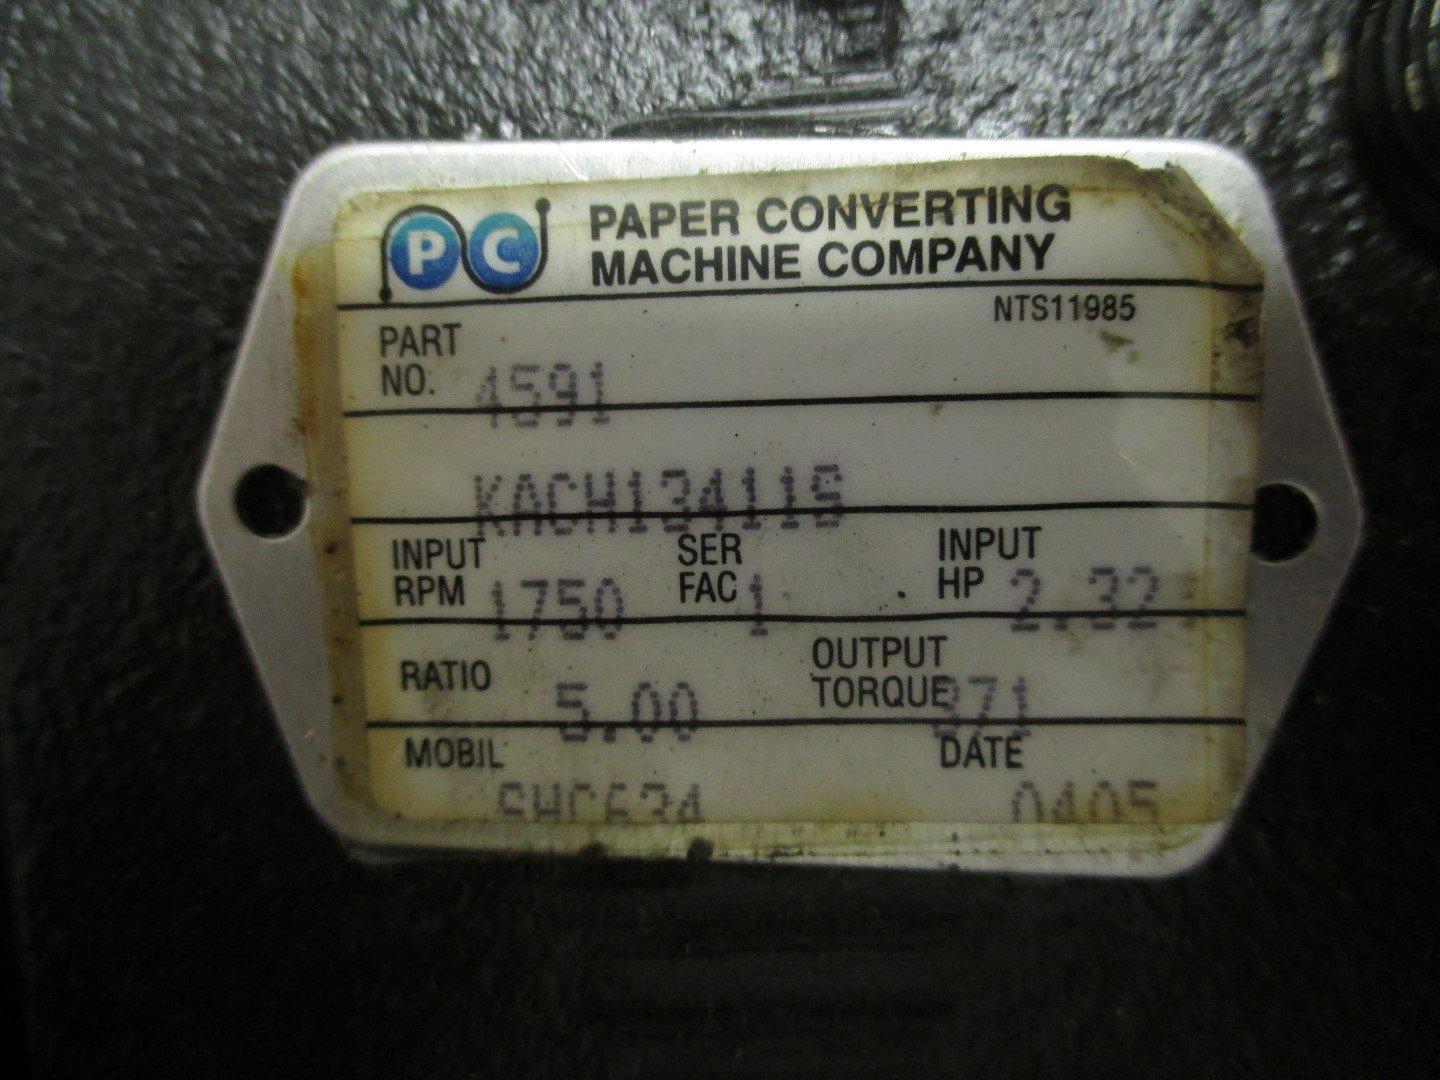 PC PAPER CONVERTING
MACHINE COMPANY
NTS11985
PART
NO. 4591
KACH13411S
INPUT
RPM 1750 SER
FAC 1 INPUT
HP 2.32
RATIO 5.00 OUTPUT
TORQUE 371
MOBIL SHC634 DATE 0405